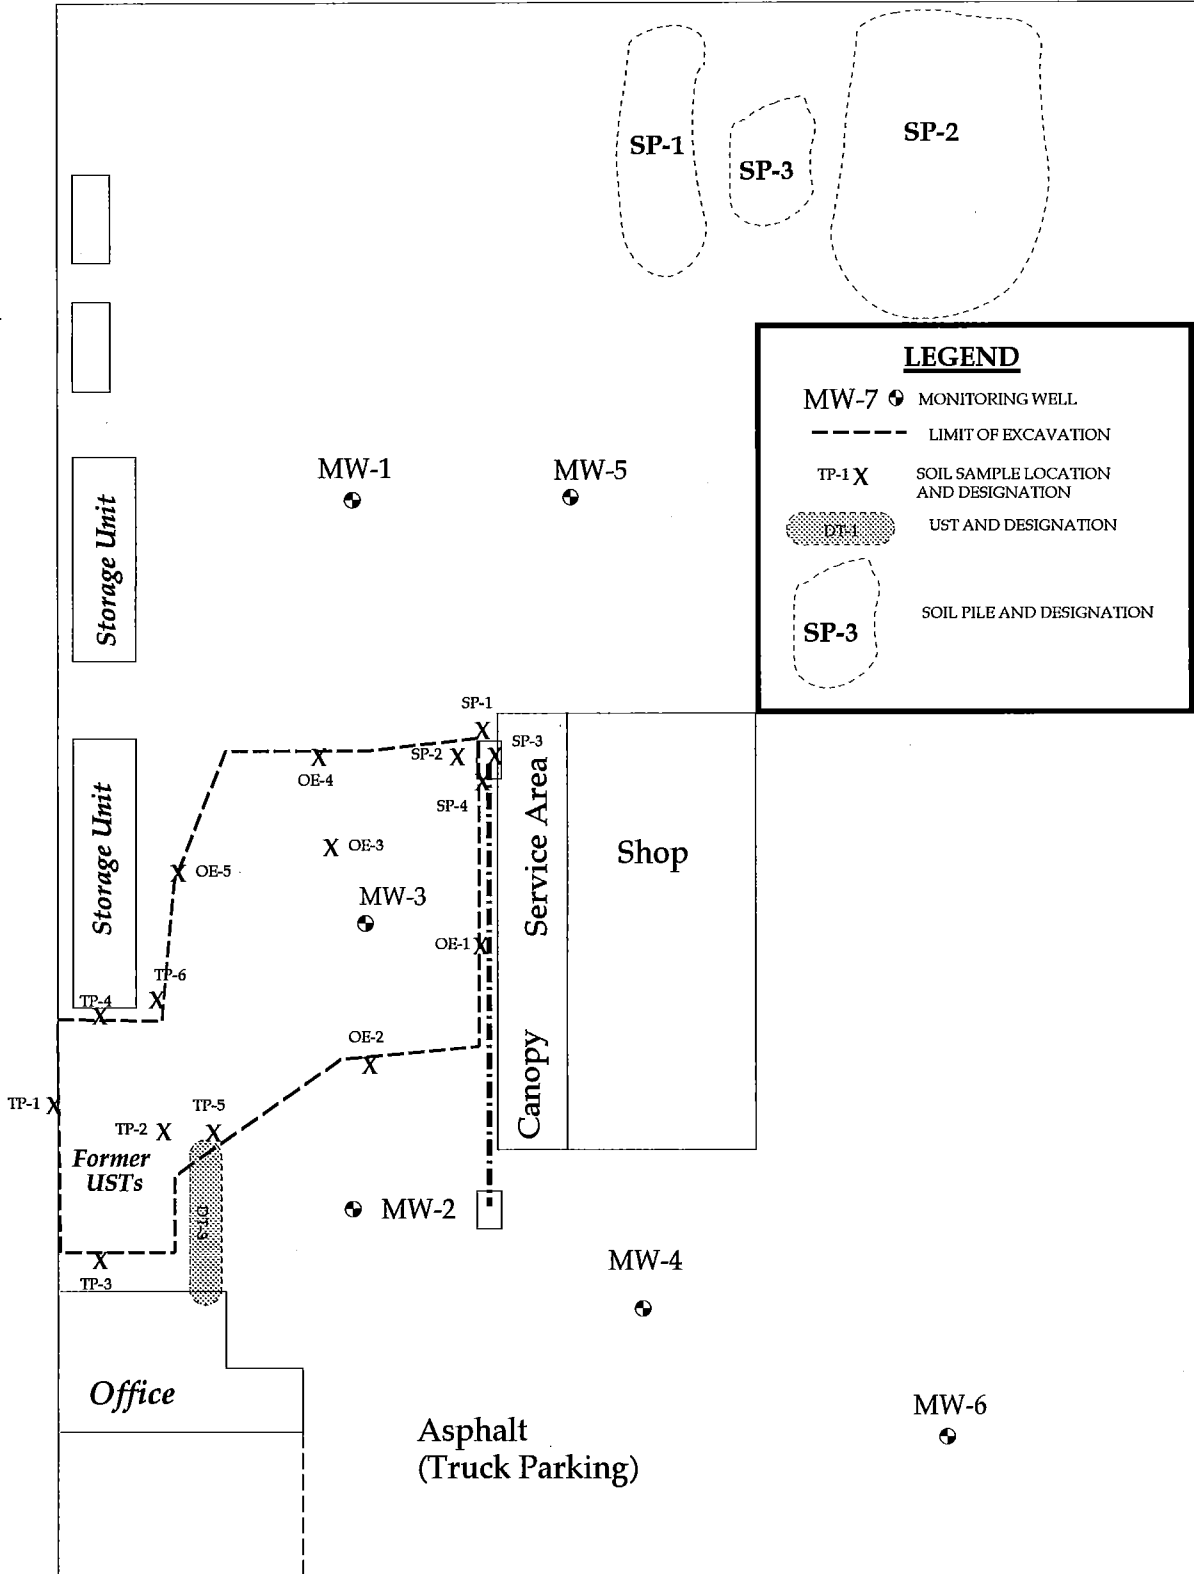 SP-1
SP-3
SP-2
LEGEND
MW-7 MONITORING WELL
LIMIT OF EXCAVATION
TP-1 X SOIL SAMPLE LOCATION
AND DESIGNATION
DT-1 UST AND DESIGNATION
SP-3 SOIL PILE AND DESIGNATION
MW-1
MW-5
Storage Unit
SP-1
X
SP-2 X
X SP-3
X
OE-4
X
SP-4
Storage Unit
Canopy Service Area
Shop
X OE-3
X OE-5
MW-3
OE-1 X
TP-6
X
TP-4
X
OE-2
X
TP-1 X
TP-2 X
TP-5
X
Former
USTs
MW-2
X
TP-3
MW-4
Office
MW-6
Asphalt
(Truck Parking)